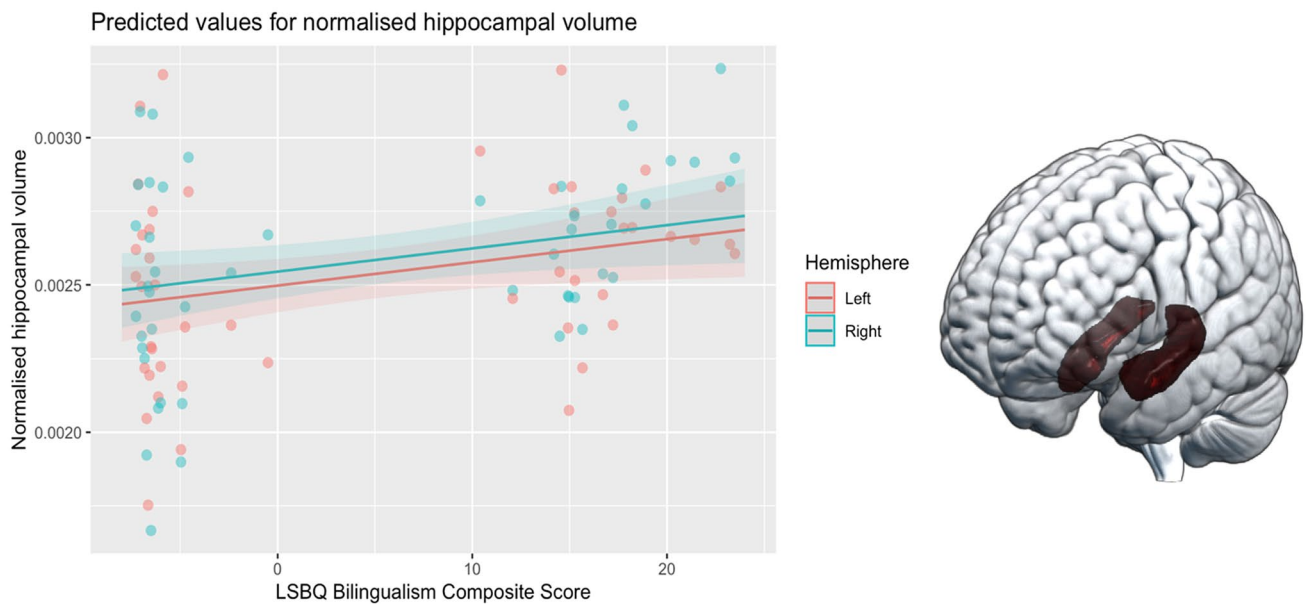 Predicted values for normalised hippocampal volume
Normalised hippocampal volume
0.0030
0.0025
0.0020
0
10
20
LSBQ Bilingualism Composite Score
Hemisphere
Left
Right